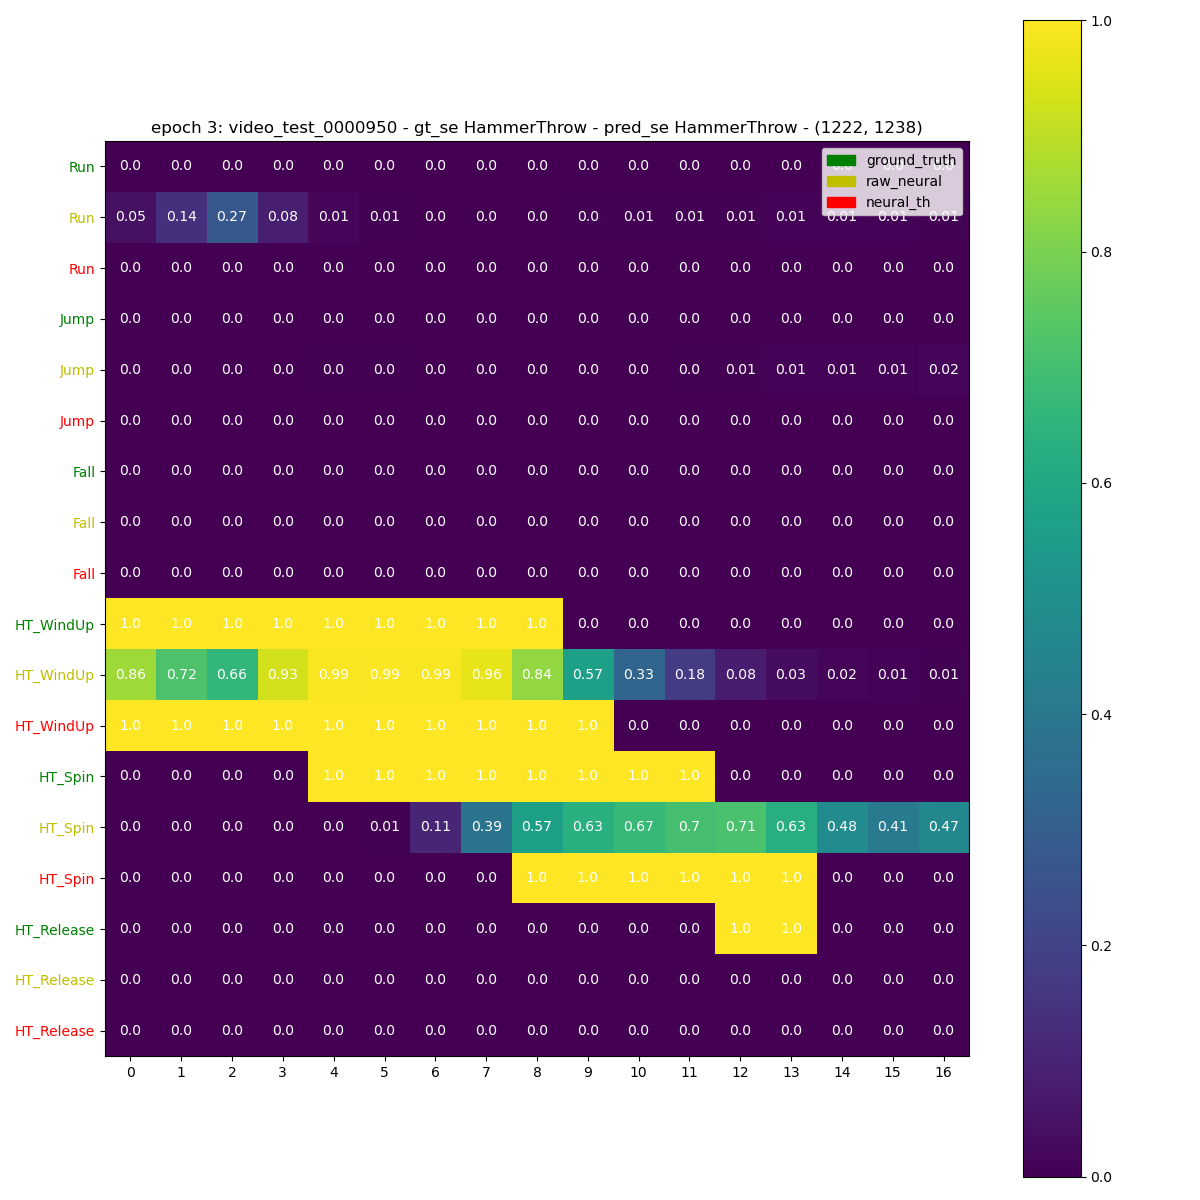 epoch 3: video_test_0000950 - gt_se HammerThrow - pred_se HammerThrow - (1222, 1238)
ground_truth
raw_neural
neural_th
Run 0.0 0.0 0.0 0.0 0.0 0.0 0.0 0.0 0.0 0.0 0.0 0.0 0.0 0.0 0.0 0.0 0.0
Run 0.05 0.14 0.27 0.08 0.01 0.01 0.0 0.0 0.0 0.0 0.01 0.01 0.01 0.01 0.01 0.01 0.01
Run 0.0 0.0 0.0 0.0 0.0 0.0 0.0 0.0 0.0 0.0 0.0 0.0 0.0 0.0 0.0 0.0 0.0
Jump 0.0 0.0 0.0 0.0 0.0 0.0 0.0 0.0 0.0 0.0 0.0 0.0 0.0 0.0 0.0 0.0 0.0
Jump 0.0 0.0 0.0 0.0 0.0 0.0 0.0 0.0 0.0 0.0 0.0 0.0 0.01 0.01 0.01 0.01 0.02
Jump 0.0 0.0 0.0 0.0 0.0 0.0 0.0 0.0 0.0 0.0 0.0 0.0 0.0 0.0 0.0 0.0 0.0
Fall 0.0 0.0 0.0 0.0 0.0 0.0 0.0 0.0 0.0 0.0 0.0 0.0 0.0 0.0 0.0 0.0 0.0
Fall 0.0 0.0 0.0 0.0 0.0 0.0 0.0 0.0 0.0 0.0 0.0 0.0 0.0 0.0 0.0 0.0 0.0
Fall 0.0 0.0 0.0 0.0 0.0 0.0 0.0 0.0 0.0 0.0 0.0 0.0 0.0 0.0 0.0 0.0 0.0
HT_WindUp 1.0 1.0 1.0 1.0 1.0 1.0 1.0 1.0 1.0 0.0 0.0 0.0 0.0 0.0 0.0 0.0 0.0
HT_WindUp 0.86 0.72 0.66 0.93 0.99 0.99 0.99 0.96 0.84 0.57 0.33 0.18 0.08 0.03 0.02 0.01 0.01
HT_WindUp 1.0 1.0 1.0 1.0 1.0 1.0 1.0 1.0 1.0 1.0 0.0 0.0 0.0 0.0 0.0 0.0 0.0
HT_Spin 0.0 0.0 0.0 0.0 1.0 1.0 1.0 1.0 1.0 1.0 1.0 1.0 0.0 0.0 0.0 0.0 0.0
HT_Spin 0.0 0.0 0.0 0.0 0.0 0.01 0.11 0.39 0.57 0.63 0.67 0.7 0.71 0.63 0.48 0.41 0.47
HT_Spin 0.0 0.0 0.0 0.0 0.0 0.0 0.0 0.0 1.0 1.0 1.0 1.0 1.0 1.0 0.0 0.0 0.0
HT_Release 0.0 0.0 0.0 0.0 0.0 0.0 0.0 0.0 0.0 0.0 0.0 0.0 1.0 1.0 0.0 0.0 0.0
HT_Release 0.0 0.0 0.0 0.0 0.0 0.0 0.0 0.0 0.0 0.0 0.0 0.0 0.0 0.0 0.0 0.0 0.0
HT_Release 0.0 0.0 0.0 0.0 0.0 0.0 0.0 0.0 0.0 0.0 0.0 0.0 0.0 0.0 0.0 0.0 0.0
0 1 2 3 4 5 6 7 8 9 10 11 12 13 14 15 16
1.0
0.8
0.6
0.4
0.2
0.0